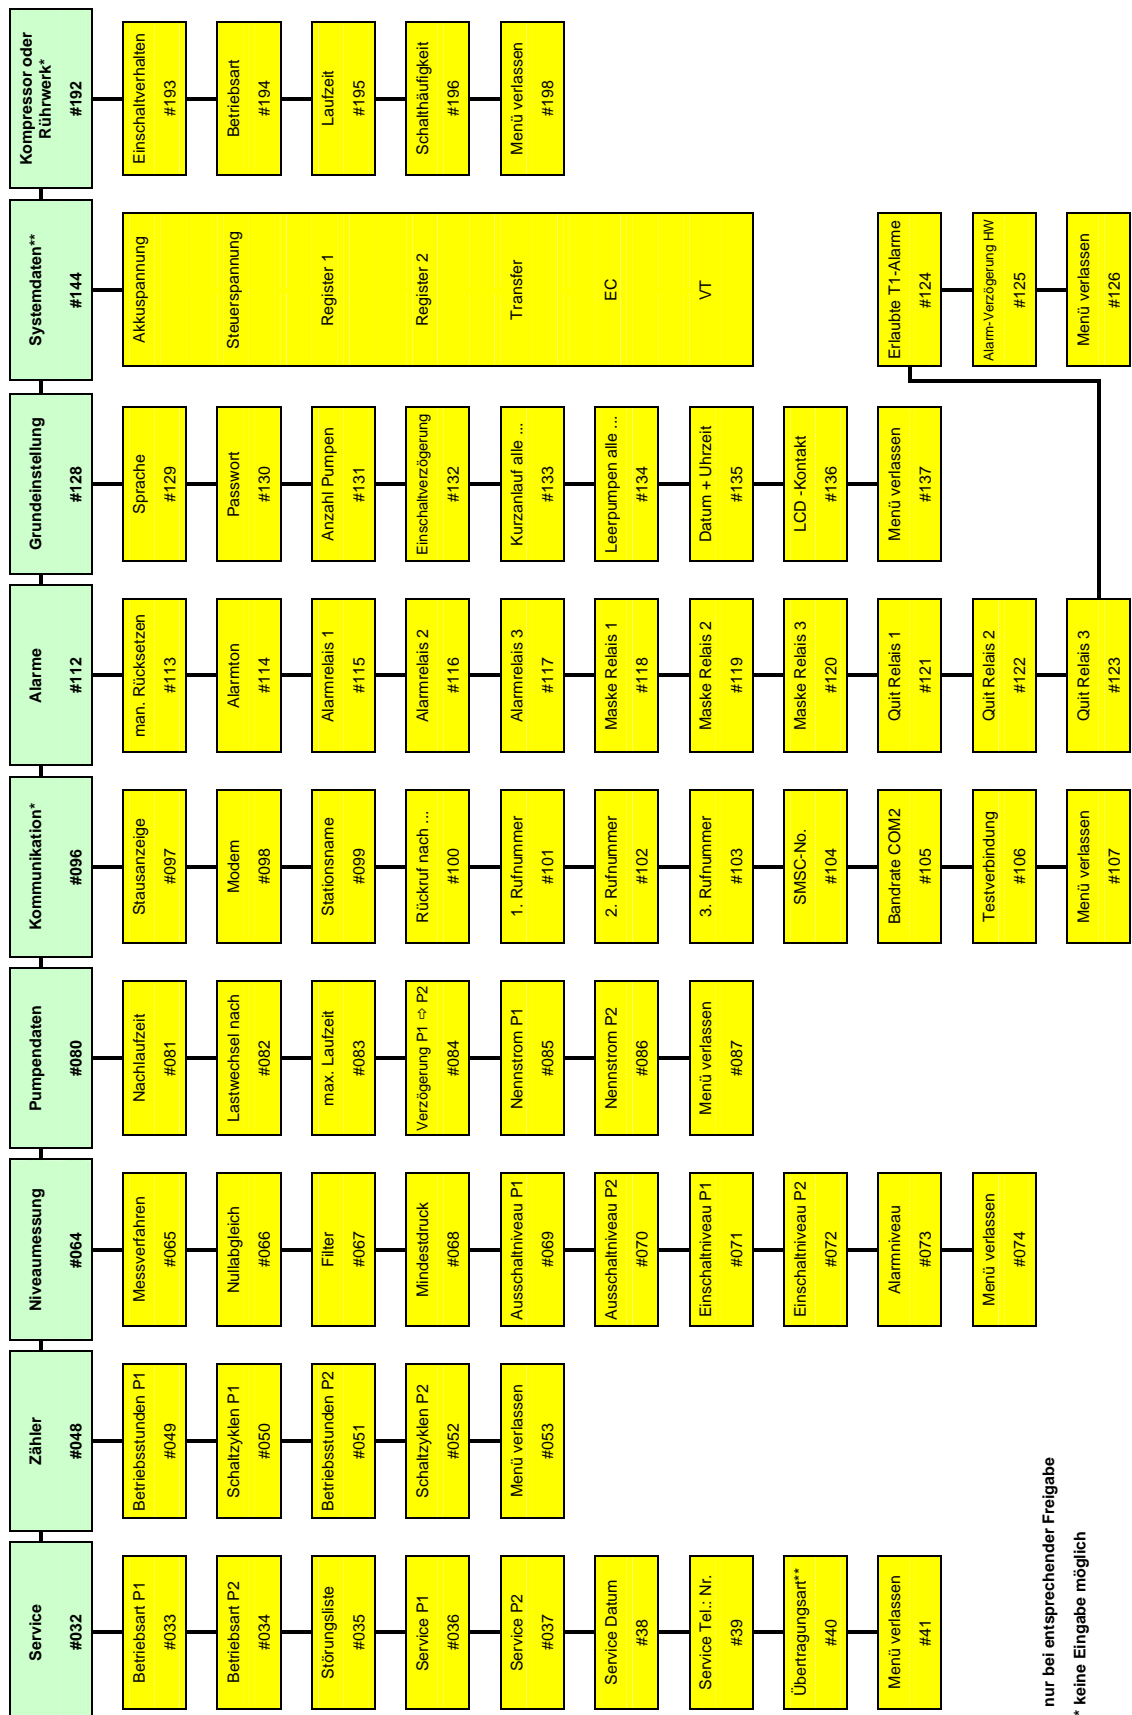 Service
#032
Betriebsart P1
#033
Betriebsart P2
#034
Störungsliste
#035
Service P1
#036
Service P2
#037
Service Datum
#38
Service Tel.: Nr.
#39
Übertragungsart**
#40
Menü verlassen
#41
Zähler
#048
Betriebsstunden P1
#049
Schaltzyklen P1
#050
Betriebsstunden P2
#051
Schaltzyklen P2
#052
Menü verlassen
#053
Niveaumessung
#064
Messverfahren
#065
Nullabgleich
#066
Filter
#067
Mindestdruck
#068
Ausschaltniveau P1
#069
Ausschaltniveau P2
#070
Einschaltniveau P1
#071
Einschaltniveau P2
#072
Alarmniveau
#073
Menü verlassen
#074
Pumpendaten
#080
Nachlaufzeit
#081
Lastwechsel nach
#082
max. Laufzeit
#083
Verzögerung P1 ⇨ P2
#084
Nennstrom P1
#085
Nennstrom P2
#086
Menü verlassen
#087
Kommunikation*
#096
Stausanzeige
#097
Modem
#098
Stationsname
#099
Rückruf nach ...
#100
1. Rufnummer
#101
2. Rufnummer
#102
3. Rufnummer
#103
SMSC-No.
#104
Bandrate COM2
#105
Testverbindung
#106
Menü verlassen
#107
Alarme
#112
man. Rücksetzen
#113
Alarmton
#114
Alarmrelais 1
#115
Alarmrelais 2
#116
Alarmrelais 3
#117
Maske Relais 1
#118
Maske Relais 2
#119
Maske Relais 3
#120
Quit Relais 1
#121
Quit Relais 2
#122
Quit Relais 3
#123
Erlaubte T1-Alarme
#124
Alarm-Verzögerung HW
#125
Menü verlassen
#126
Grundeinstellung
#128
Sprache
#129
Passwort
#130
Anzahl Pumpen
#131
Einschaltverzögerung
#132
Kurzanlauf alle ...
#133
Leerpumpen alle ...
#134
Datum + Uhrzeit
#135
LCD -Kontakt
#136
Menü verlassen
#137
Systemdaten**
#144
Akkuspannung
Steuerspannung
Register 1
Register 2
Transfer
EC
VT
Kompressor oder
Rührwerk*
#192
Einschaltverhalten
#193
Betriebsart
#194
Laufzeit
#195
Schalthäufigkeit
#196
Menü verlassen
#198
nur bei entsprechender Freigabe
* keine Eingabe möglich